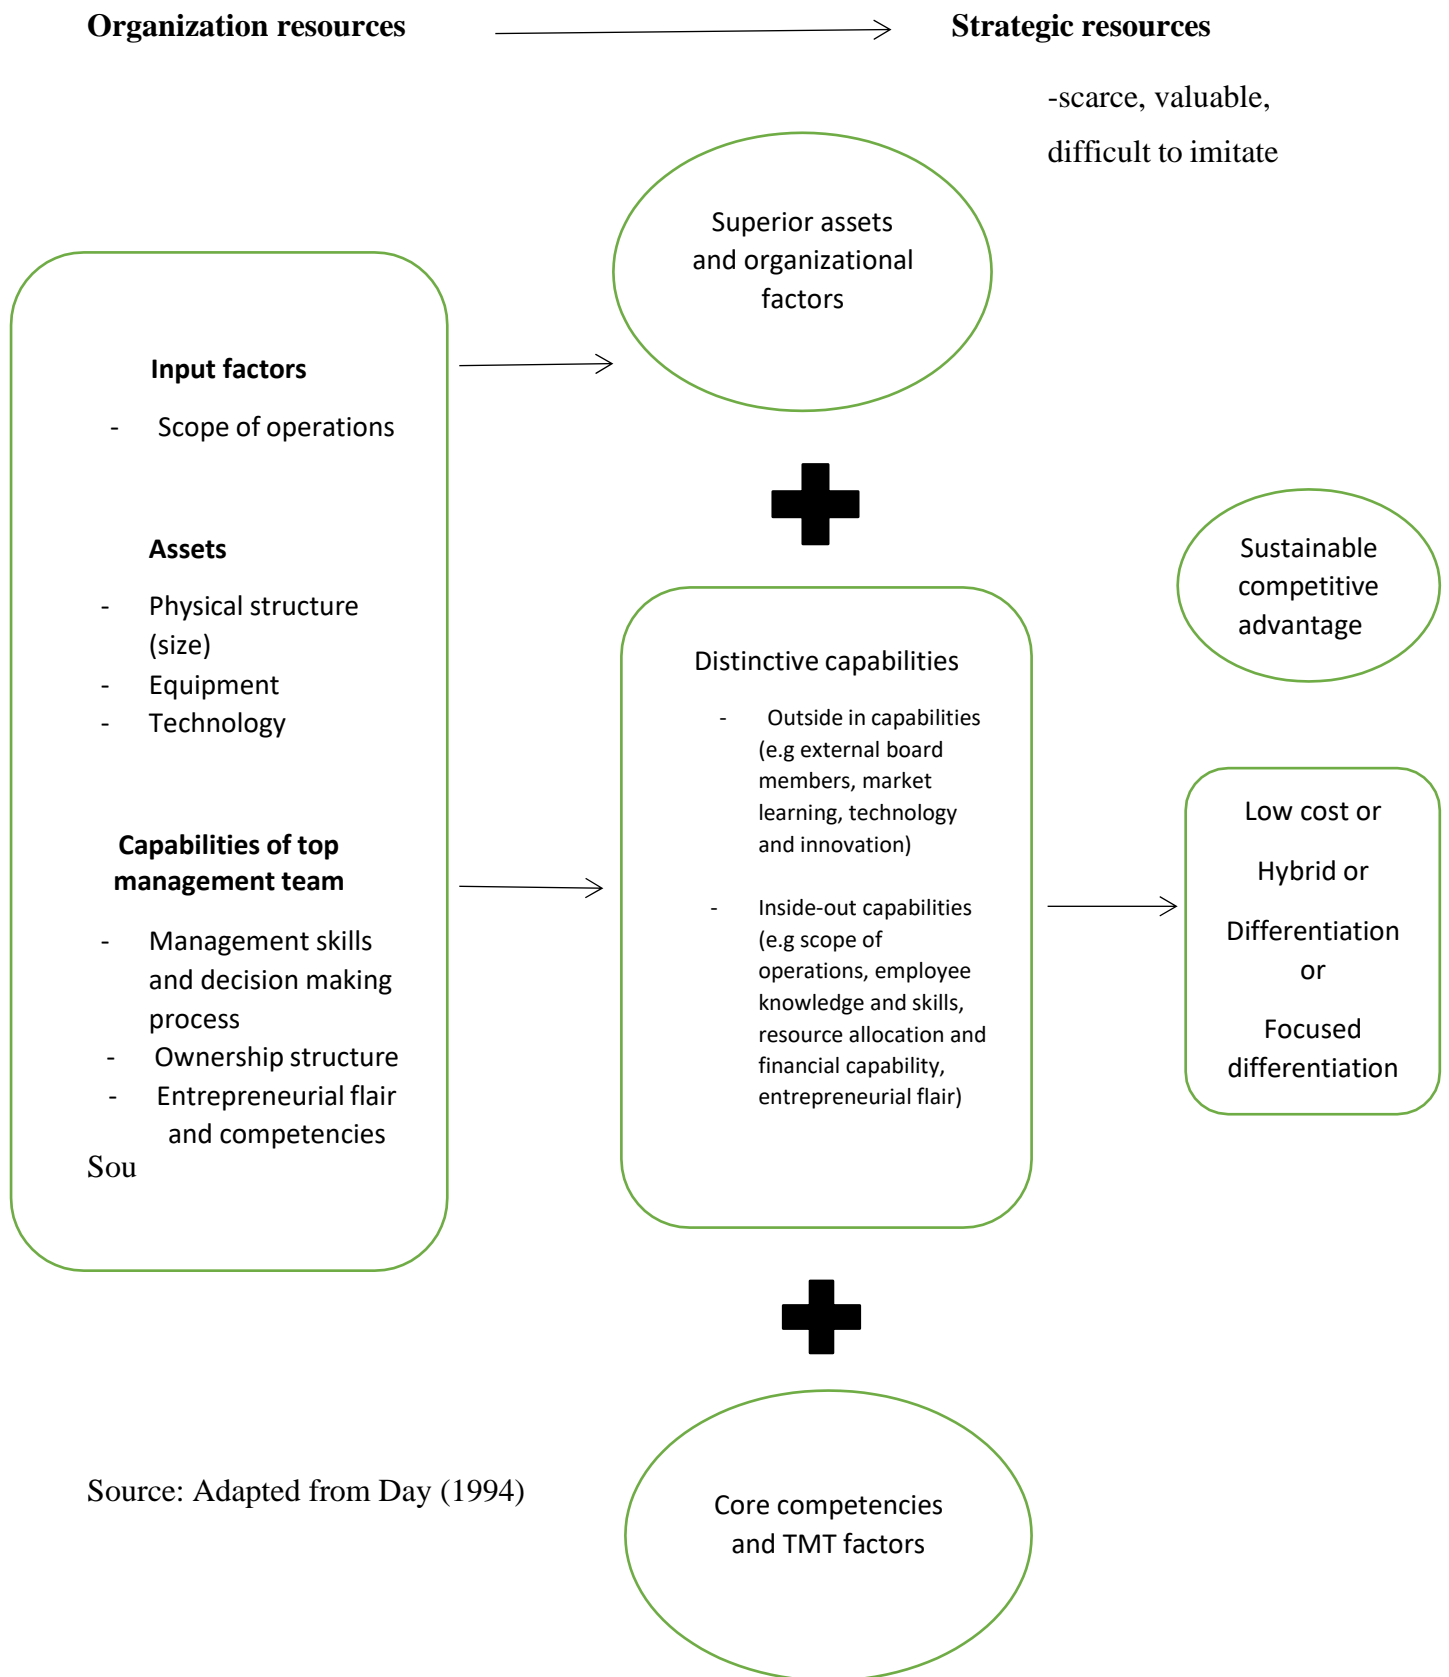 Organization resources
Strategic resources
-scarce, valuable,
difficult to imitate
Superior assets
and organizational
factors
Input factors
- Scope of operations
Assets
- Physical structure
(size)
- Equipment
- Technology
Capabilities of top
management team
- Management skills
and decision making
process
- Ownership structure
- Entrepreneurial flair
and competencies
Sou
Distinctive capabilities
- Outside in capabilities
(e.g external board
members, market
learning, technology
and innovation)
- Inside-out capabilities
(e.g scope of
operations, employee
knowledge and skills,
resource allocation and
financial capability,
entrepreneurial flair)
Sustainable
competitive
advantage
Low cost or
Hybrid or
Differentiation
or
Focused
differentiation
Source: Adapted from Day (1994)
Core competencies
and TMT factors